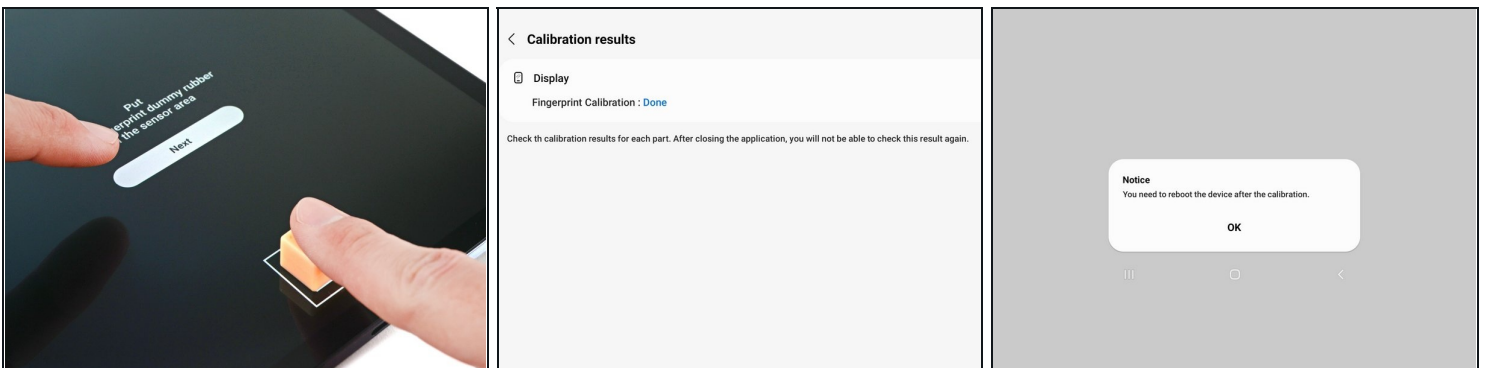 Put
dummy rubber
the sensor area
Next
Calibration results
Display
Fingerprint Calibration : Done
Check th calibration results for each part. After closing the application, you will not be able to check this result again.
Notice
You need to reboot the device after the calibration.
OK